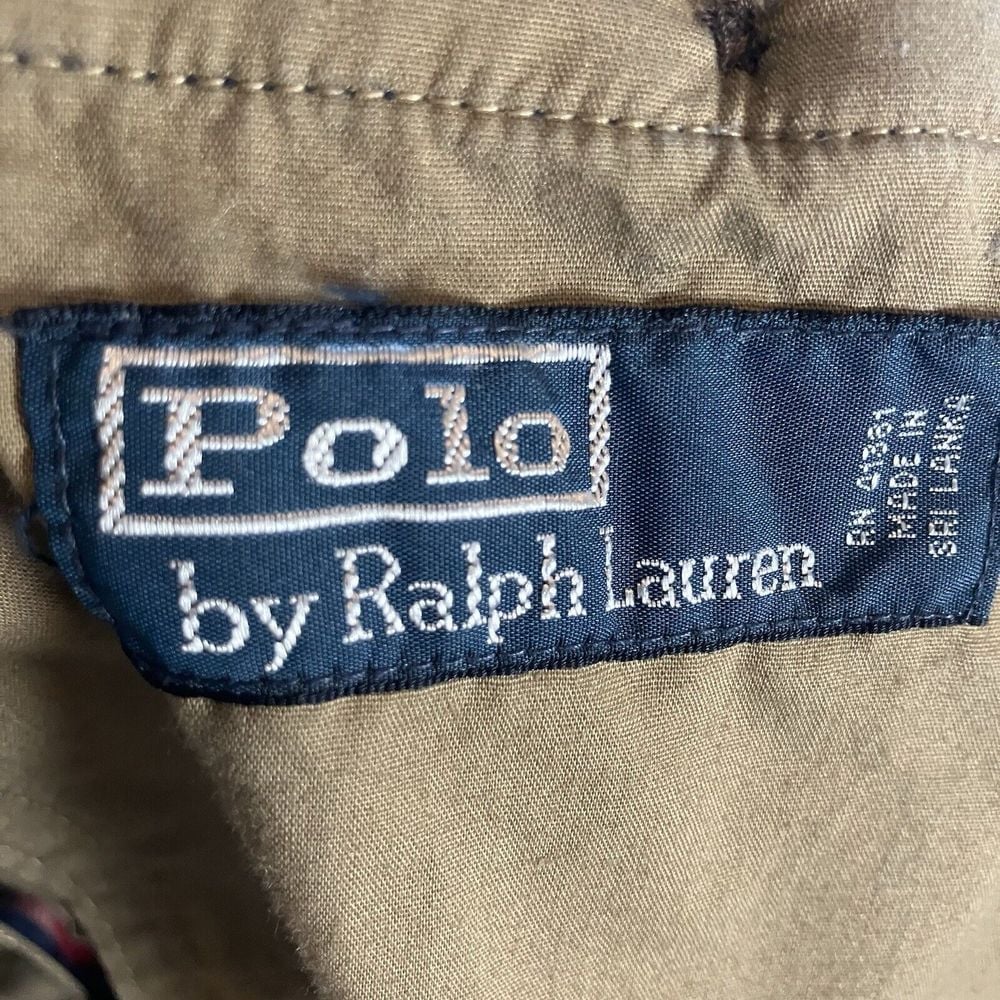 Polo
by Ralph Lauren
RN 41381
MADE IN
SRI LANKA